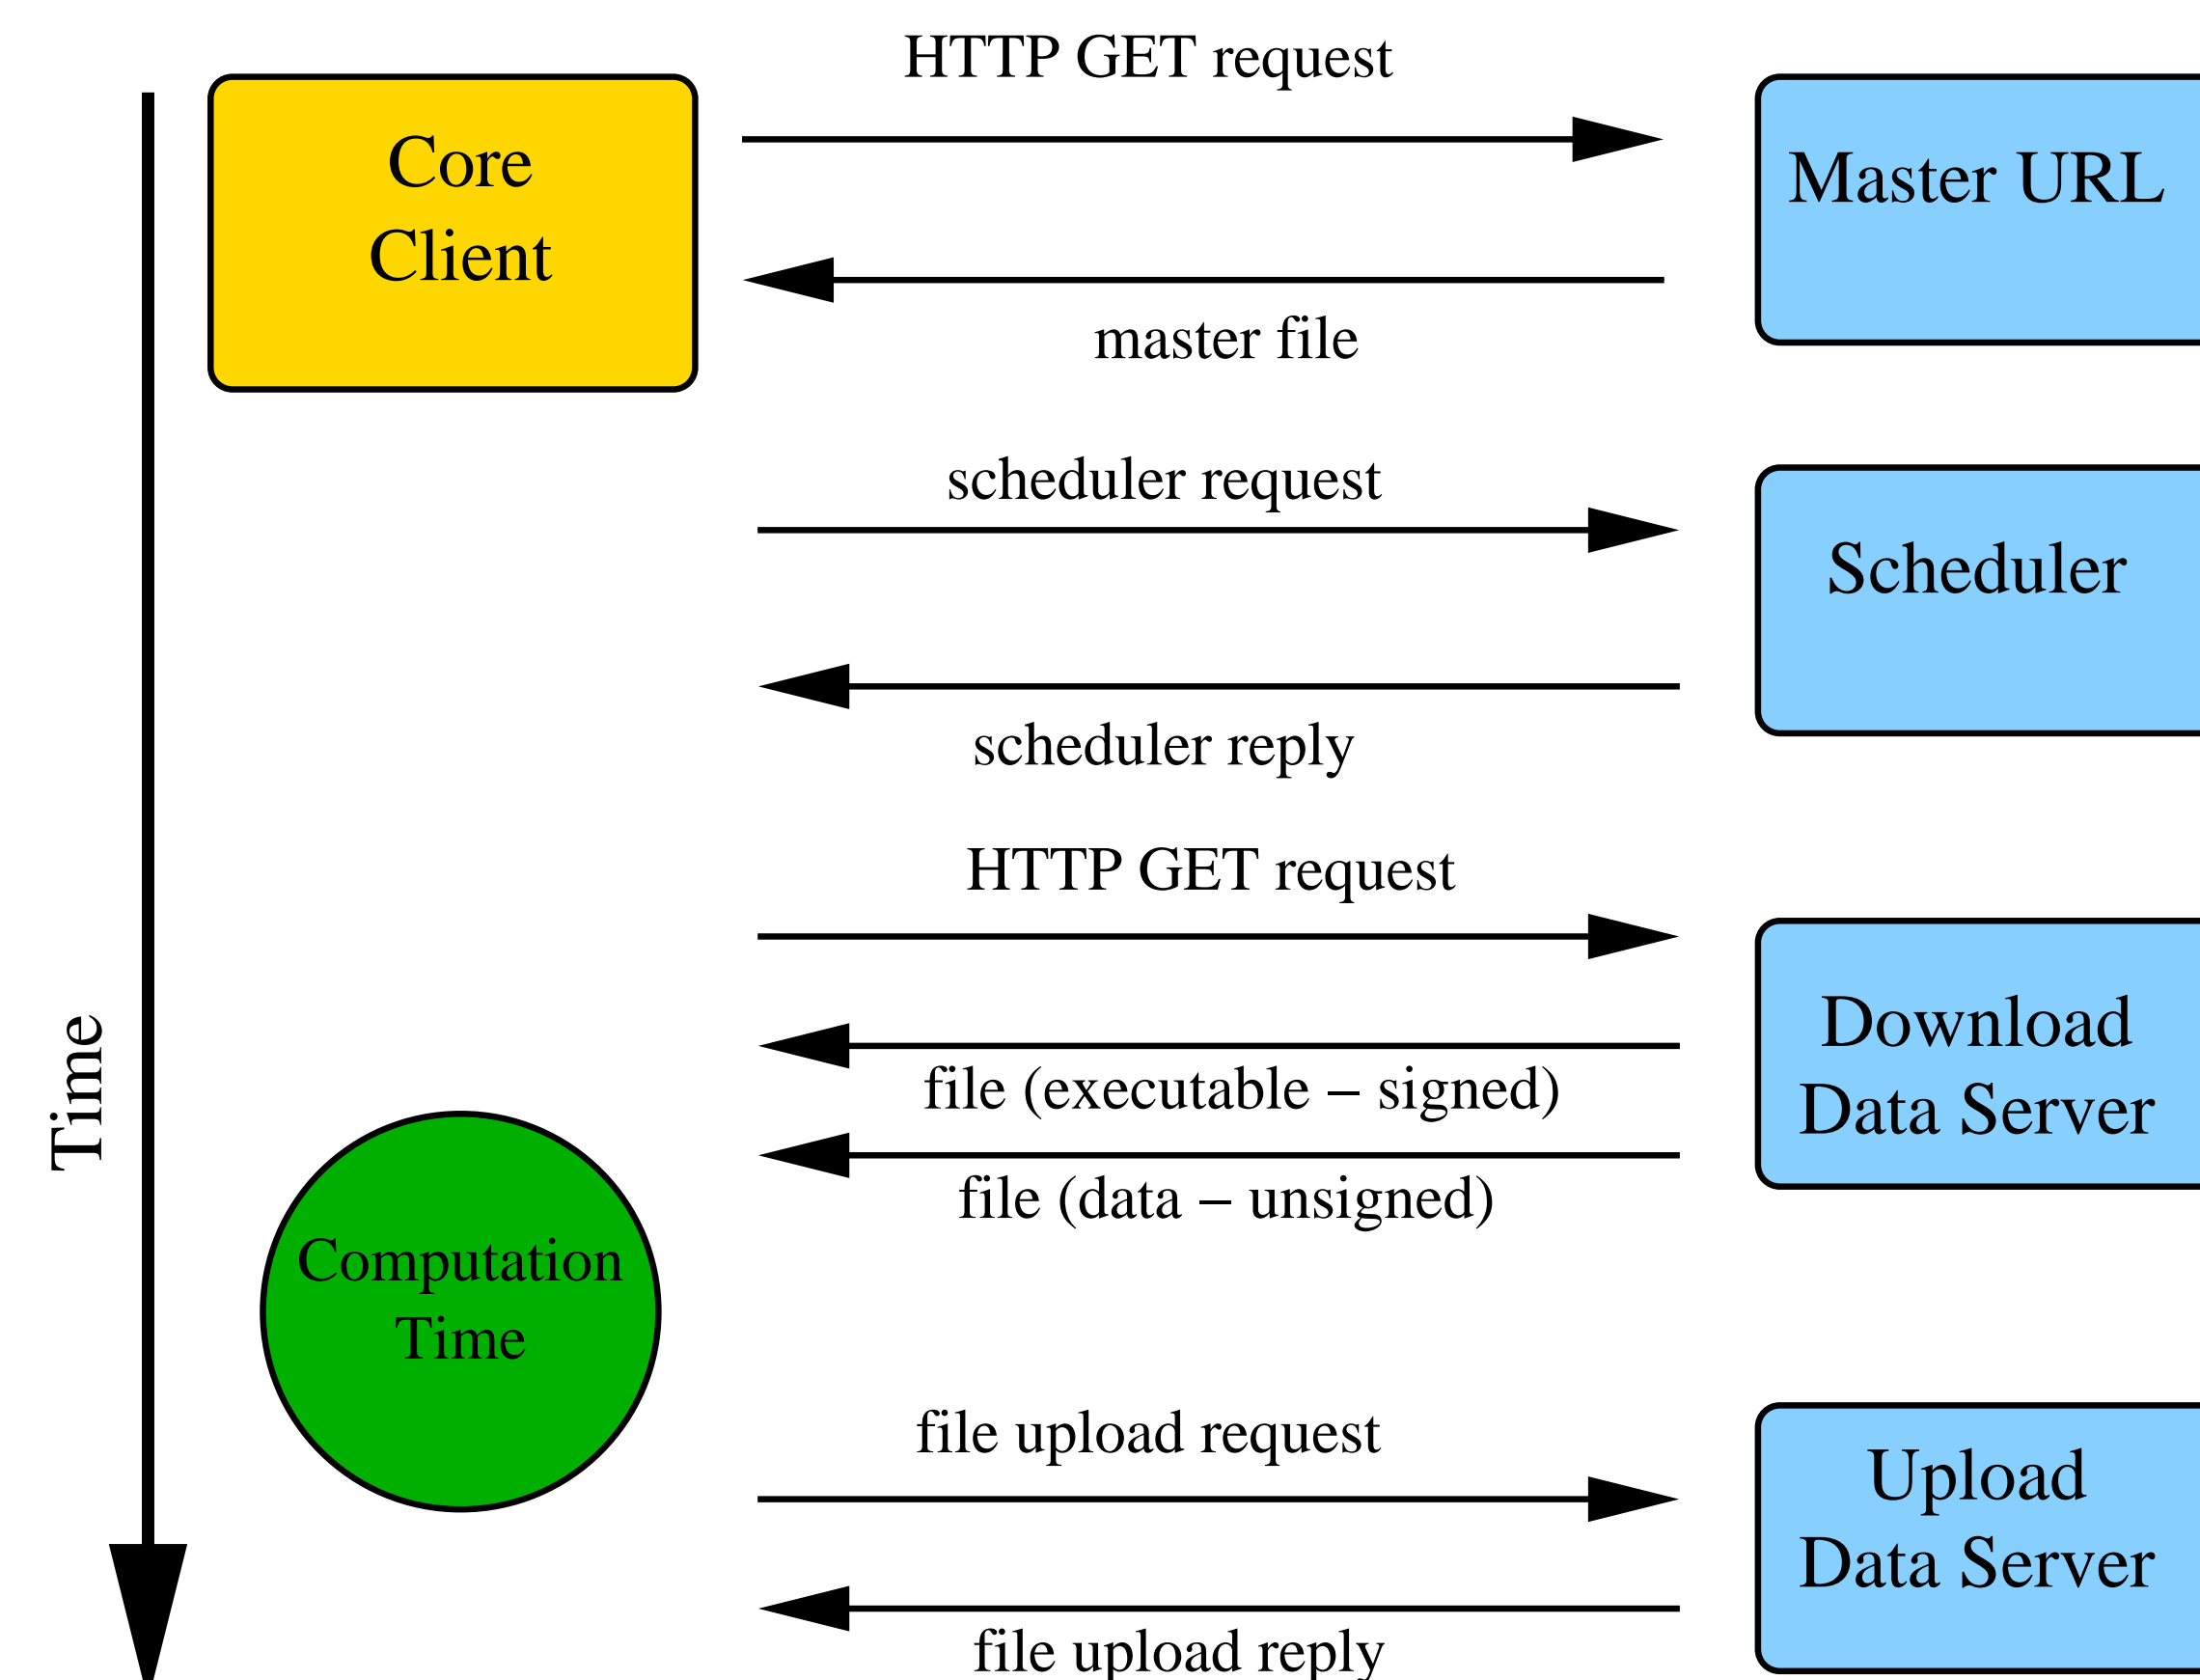 HTTP GET request
Core
Client
Master URL
master file
scheduler request
Scheduler
scheduler reply
HTTP GET request
Download
Data Server
file (executable – signed)
file (data – unsigned)
Time
Computation
Time
file upload request
Upload
Data Server
file upload reply